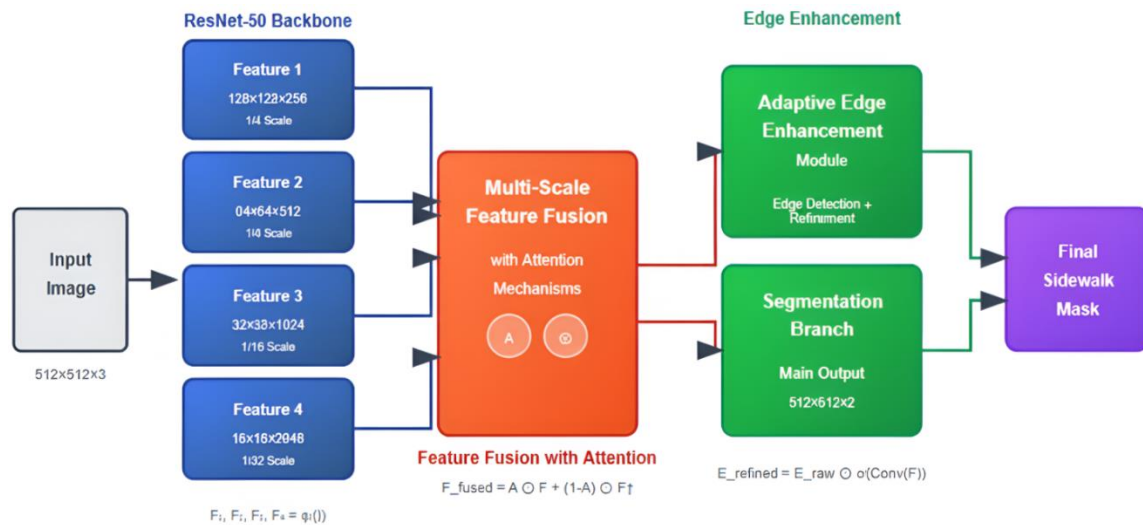 ResNet-50 Backbone
Edge Enhancement
Feature 1
128×128×256
1/4 Scale
Feature 2
04×64×512
1/0 Scale
Feature 3
32×33×1024
1/16 Scale
Feature 4
16×16×2048
1/32 Scale
Input
Image
512×512×3
Multi-Scale
Feature Fusion
with Attention
Mechanisms
A
Feature Fusion with Attention
F_fused = A ⊙ F + (1-A) ⊙ F↑
Adaptive Edge
Enhancement
Module
Edge Detection +
Segmentation
Branch
Main Output
512×612×2
E_refined = E_raw ⊙ σ(Conv(F))
Final
Sidewalk
Mask